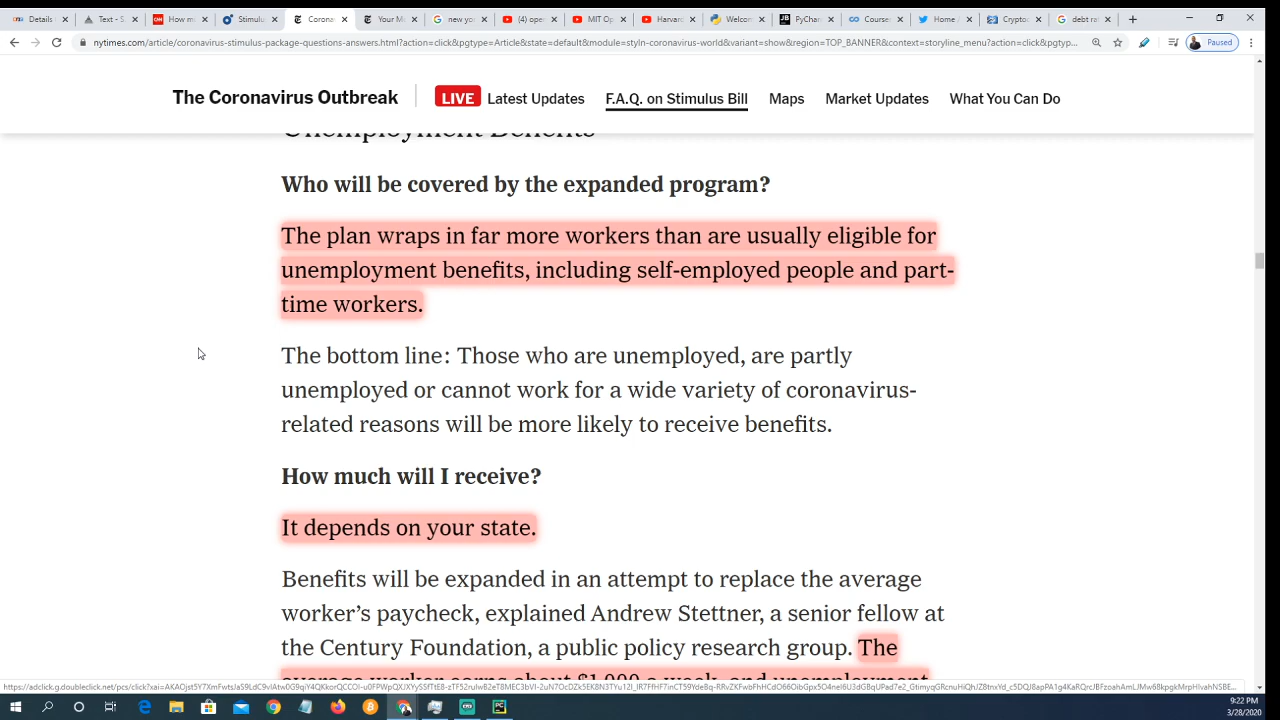 Details
Text - S
How m
Stimulu
Corona
Your M
new yo
(4) open
MIT Op
Harvard
Welcom
PyChar
Course
Home /
Crypto
debt ra
nytimes.com/article/coronavirus-stimulus-package-questions-answers.html?action=click&pgtype=Article&state=default&module=styln-coronavirus-world&variant=show&region=TOP_BANNER&context=storyline_menu?action=click&pgtyp...
Paused
The Coronavirus Outbreak
LIVE Latest Updates
F.A.Q. on Stimulus Bill
Maps
Market Updates
What You Can Do
Unemployment Benefits
Who will be covered by the expanded program?
The plan wraps in far more workers than are usually eligible for
unemployment benefits, including self-employed people and part-
time workers.
The bottom line: Those who are unemployed, are partly
unemployed or cannot work for a wide variety of coronavirus-
related reasons will be more likely to receive benefits.
How much will I receive?
It depends on your state.
Benefits will be expanded in an attempt to replace the average
worker's paycheck, explained Andrew Stettner, a senior fellow at
the Century Foundation, a public policy research group. The
average worker earns about $1,000 a week, and unemployment
9:22 PM
3/28/2020